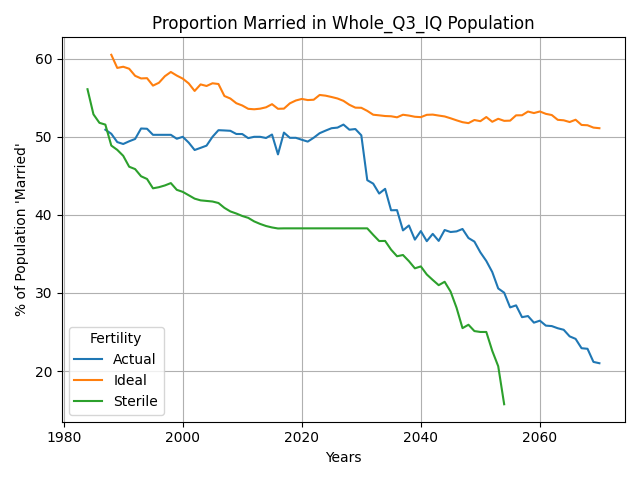 Proportion Married in Whole_Q3_IQ Population
% of Population 'Married'
60
50
40
30
20
Fertility
Actual
Ideal
Sterile
1980
2000
2020
2040
2060
Years